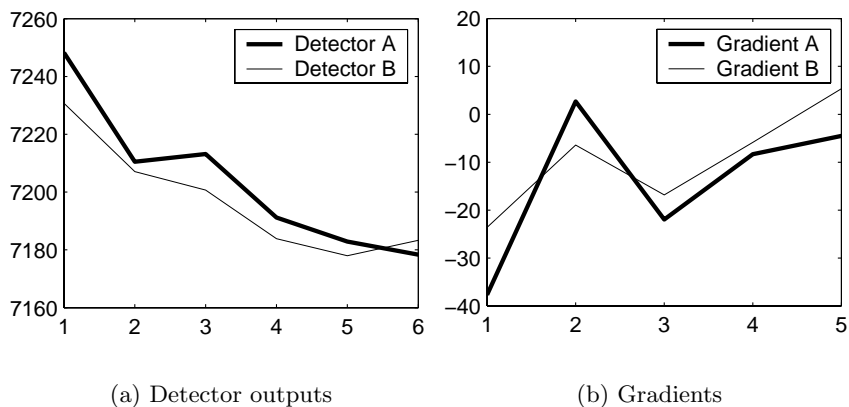 7260
7240
7220
7200
7180
7160
1 2 3 4 5 6
Detector A
Detector B
(a) Detector outputs
20
10
0
−10
−20
−30
−40
1 2 3 4 5
Gradient A
Gradient B
(b) Gradients